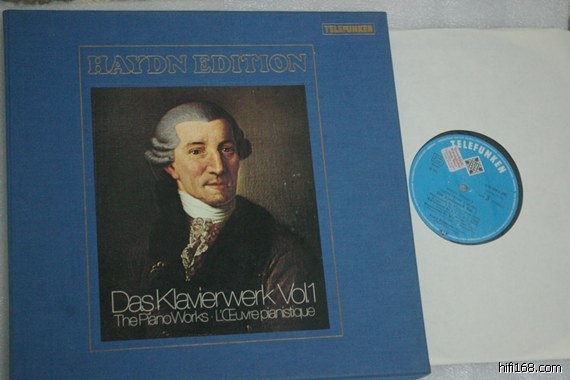 TELEFUNKEN
HAYDN EDITION
Das Klavierwerk Vol.1
The Piano Works · L'Œuvre pianistique
TELEFUNKEN
hifi168.com